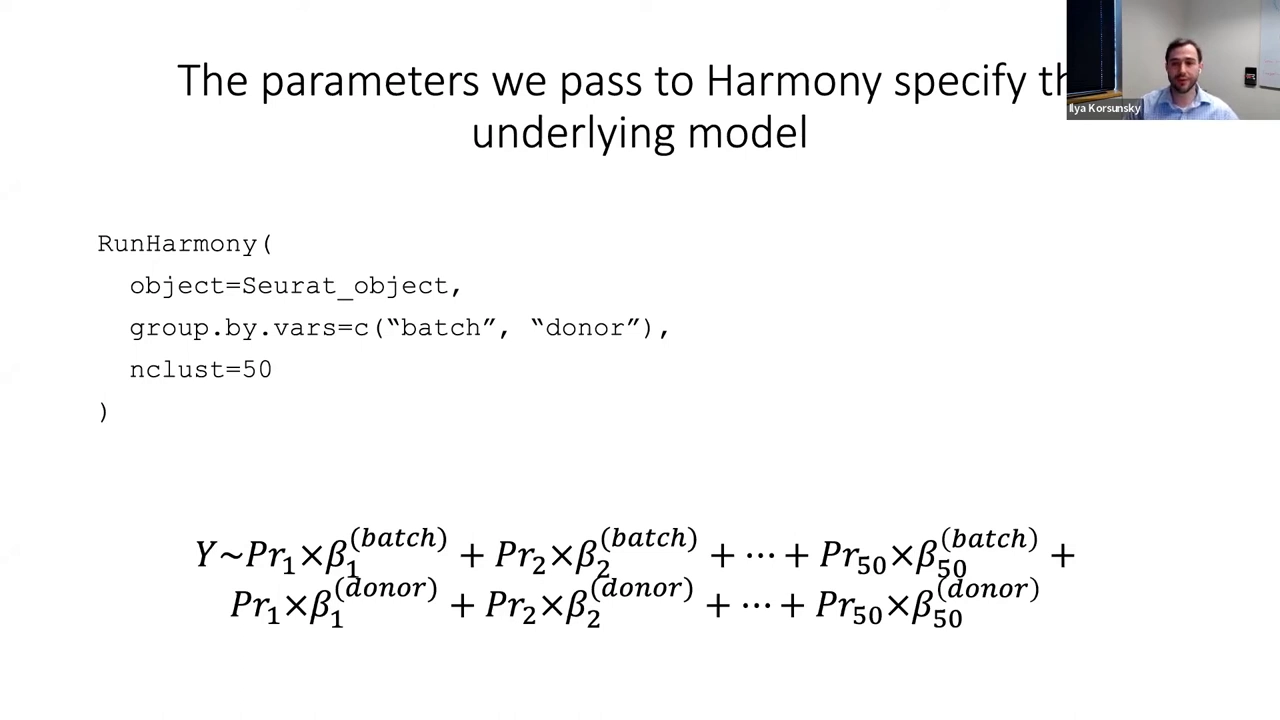 The parameters we pass to Harmony specify th
underlying model
Ilya Korsunsky
RunHarmony(
object=Seurat_object,
group.by.vars=c(“batch”, “donor”),
nclust=50
)
Y~Pr₁×β₁^(batch) + Pr₂×β₂^(batch) + ⋯ + Pr₅₀×β₅₀^(batch) +
Pr₁×β₁^(donor) + Pr₂×β₂^(donor) + ⋯ + Pr₅₀×β₅₀^(donor)